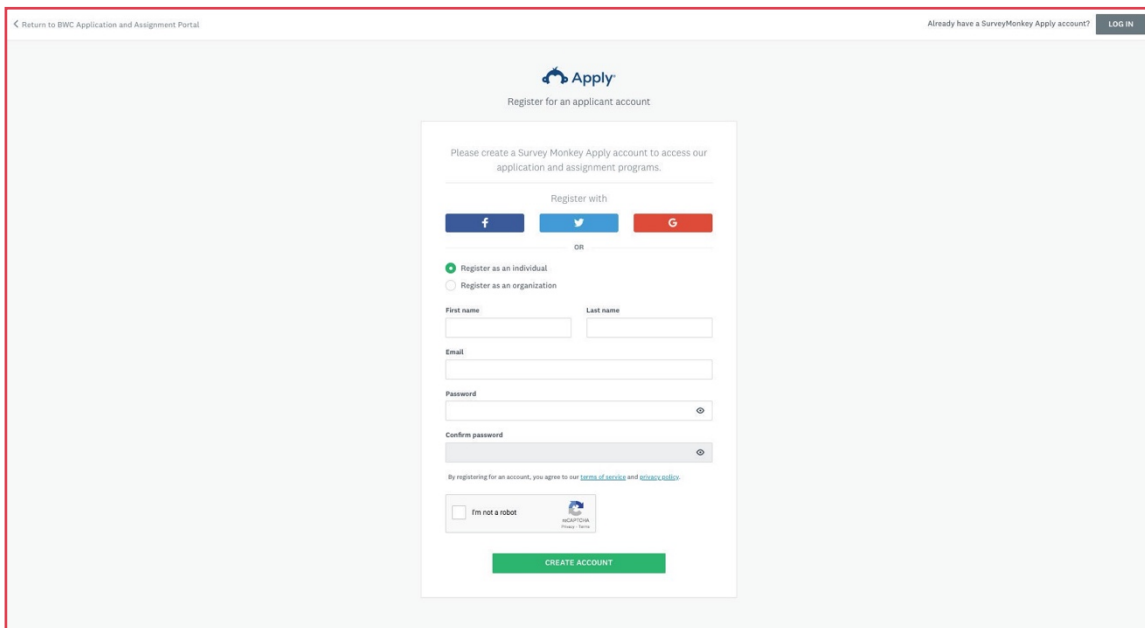 Return to BWC Application and Assignment Portal
Already have a SurveyMonkey Apply account? LOG IN
Apply
Register for an applicant account
Please create a Survey Monkey Apply account to access our
application and assignment programs.
Register with
f G
OR
Register as an individual
Register as an organization
First name Last name
Email
Password
Confirm password
By registering for an account, you agree to our terms of service and privacy policy.
I'm not a robot
reCAPTCHA
Privacy - Terms
CREATE ACCOUNT